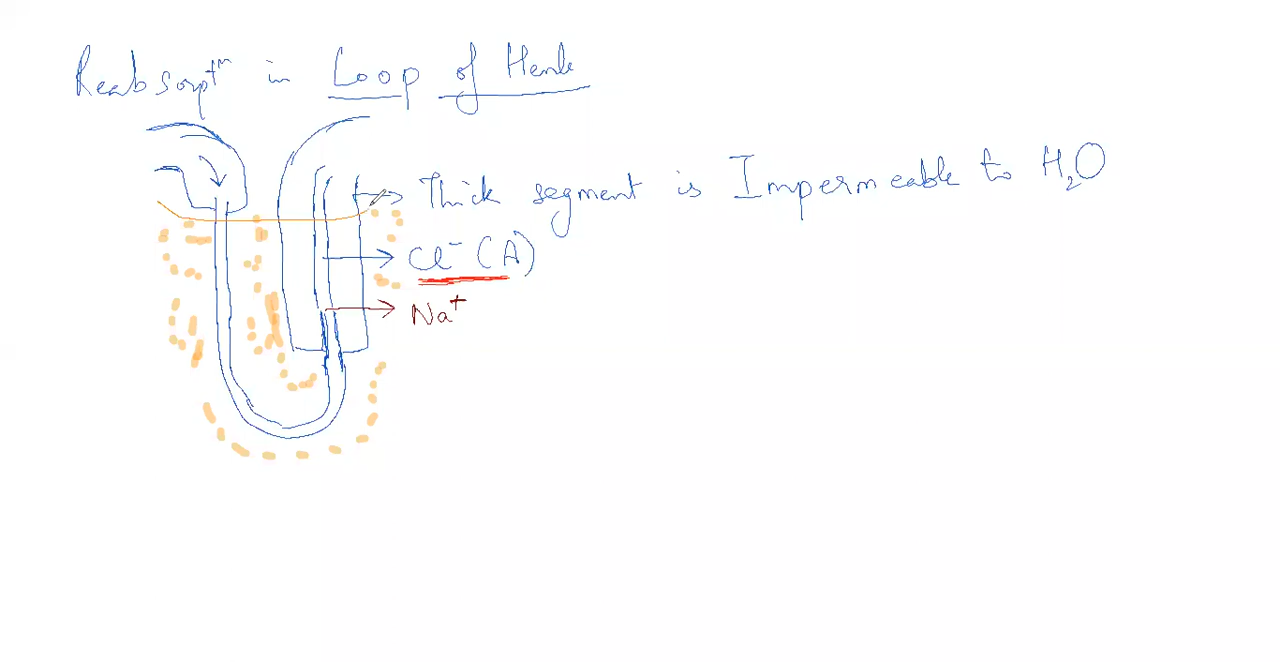 Reabsorptⁿ in Loop of Henle
Thick segment is Impermeable to H₂O
Cl⁻ (A)
Na⁺